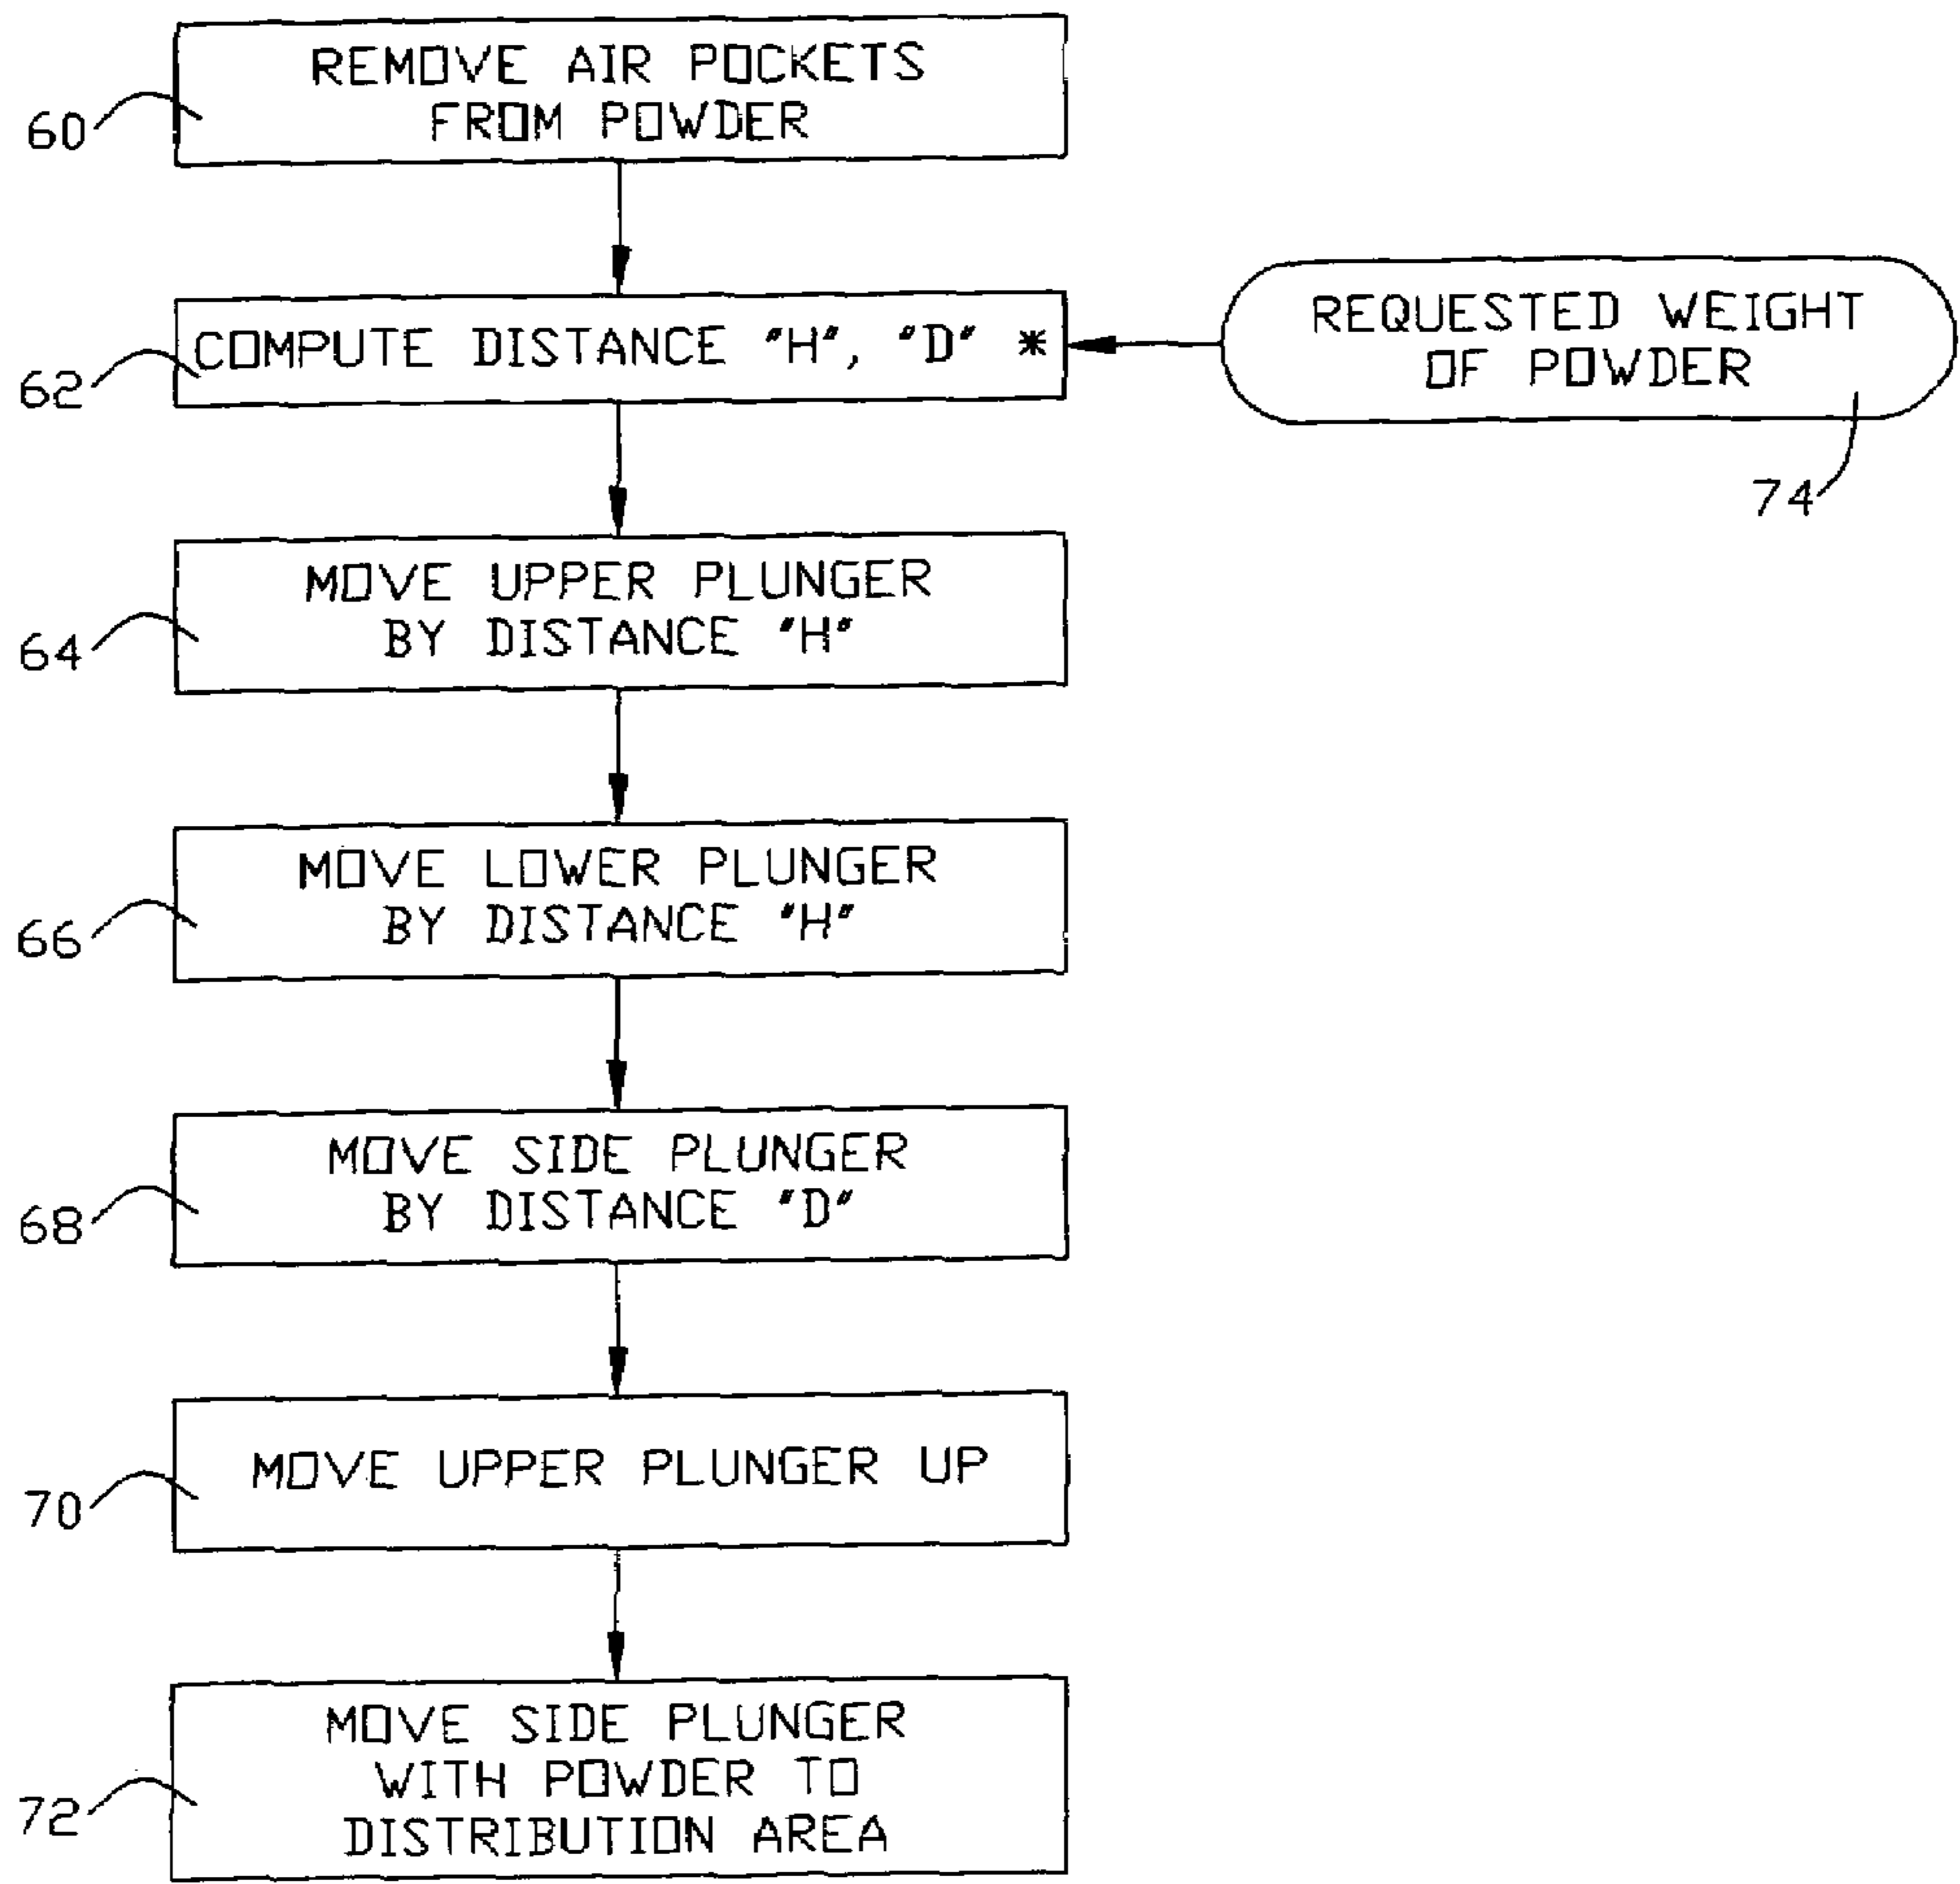 REMOVE AIR POCKETS
FROM POWDER
60
COMPUTE DISTANCE "H", "D" *
62
REQUESTED WEIGHT
OF POWDER
74
MOVE UPPER PLUNGER
BY DISTANCE "H"
64
MOVE LOWER PLUNGER
BY DISTANCE "H"
66
MOVE SIDE PLUNGER
BY DISTANCE "D"
68
MOVE UPPER PLUNGER UP
70
MOVE SIDE PLUNGER
WITH POWDER TO
DISTRIBUTION AREA
72